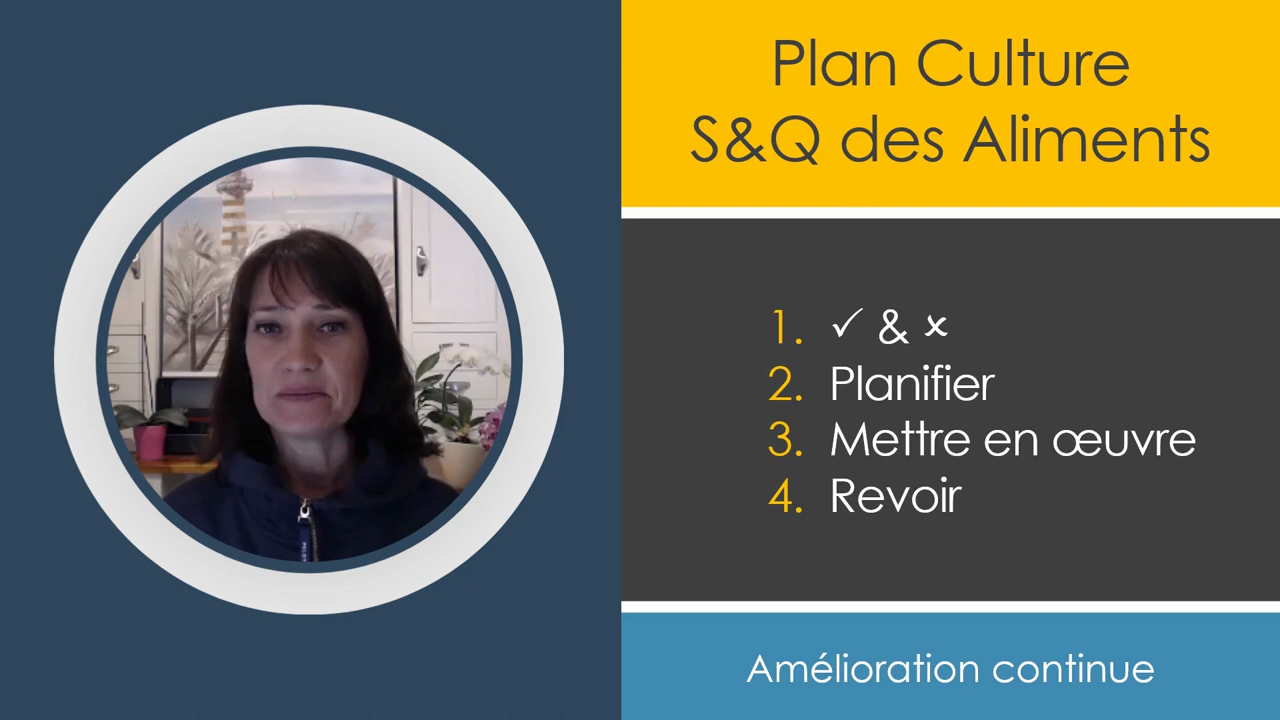 Plan Culture
S&Q des Aliments
1. ✓ & ×
2. Planifier
3. Mettre en œuvre
4. Revoir
Amélioration continue